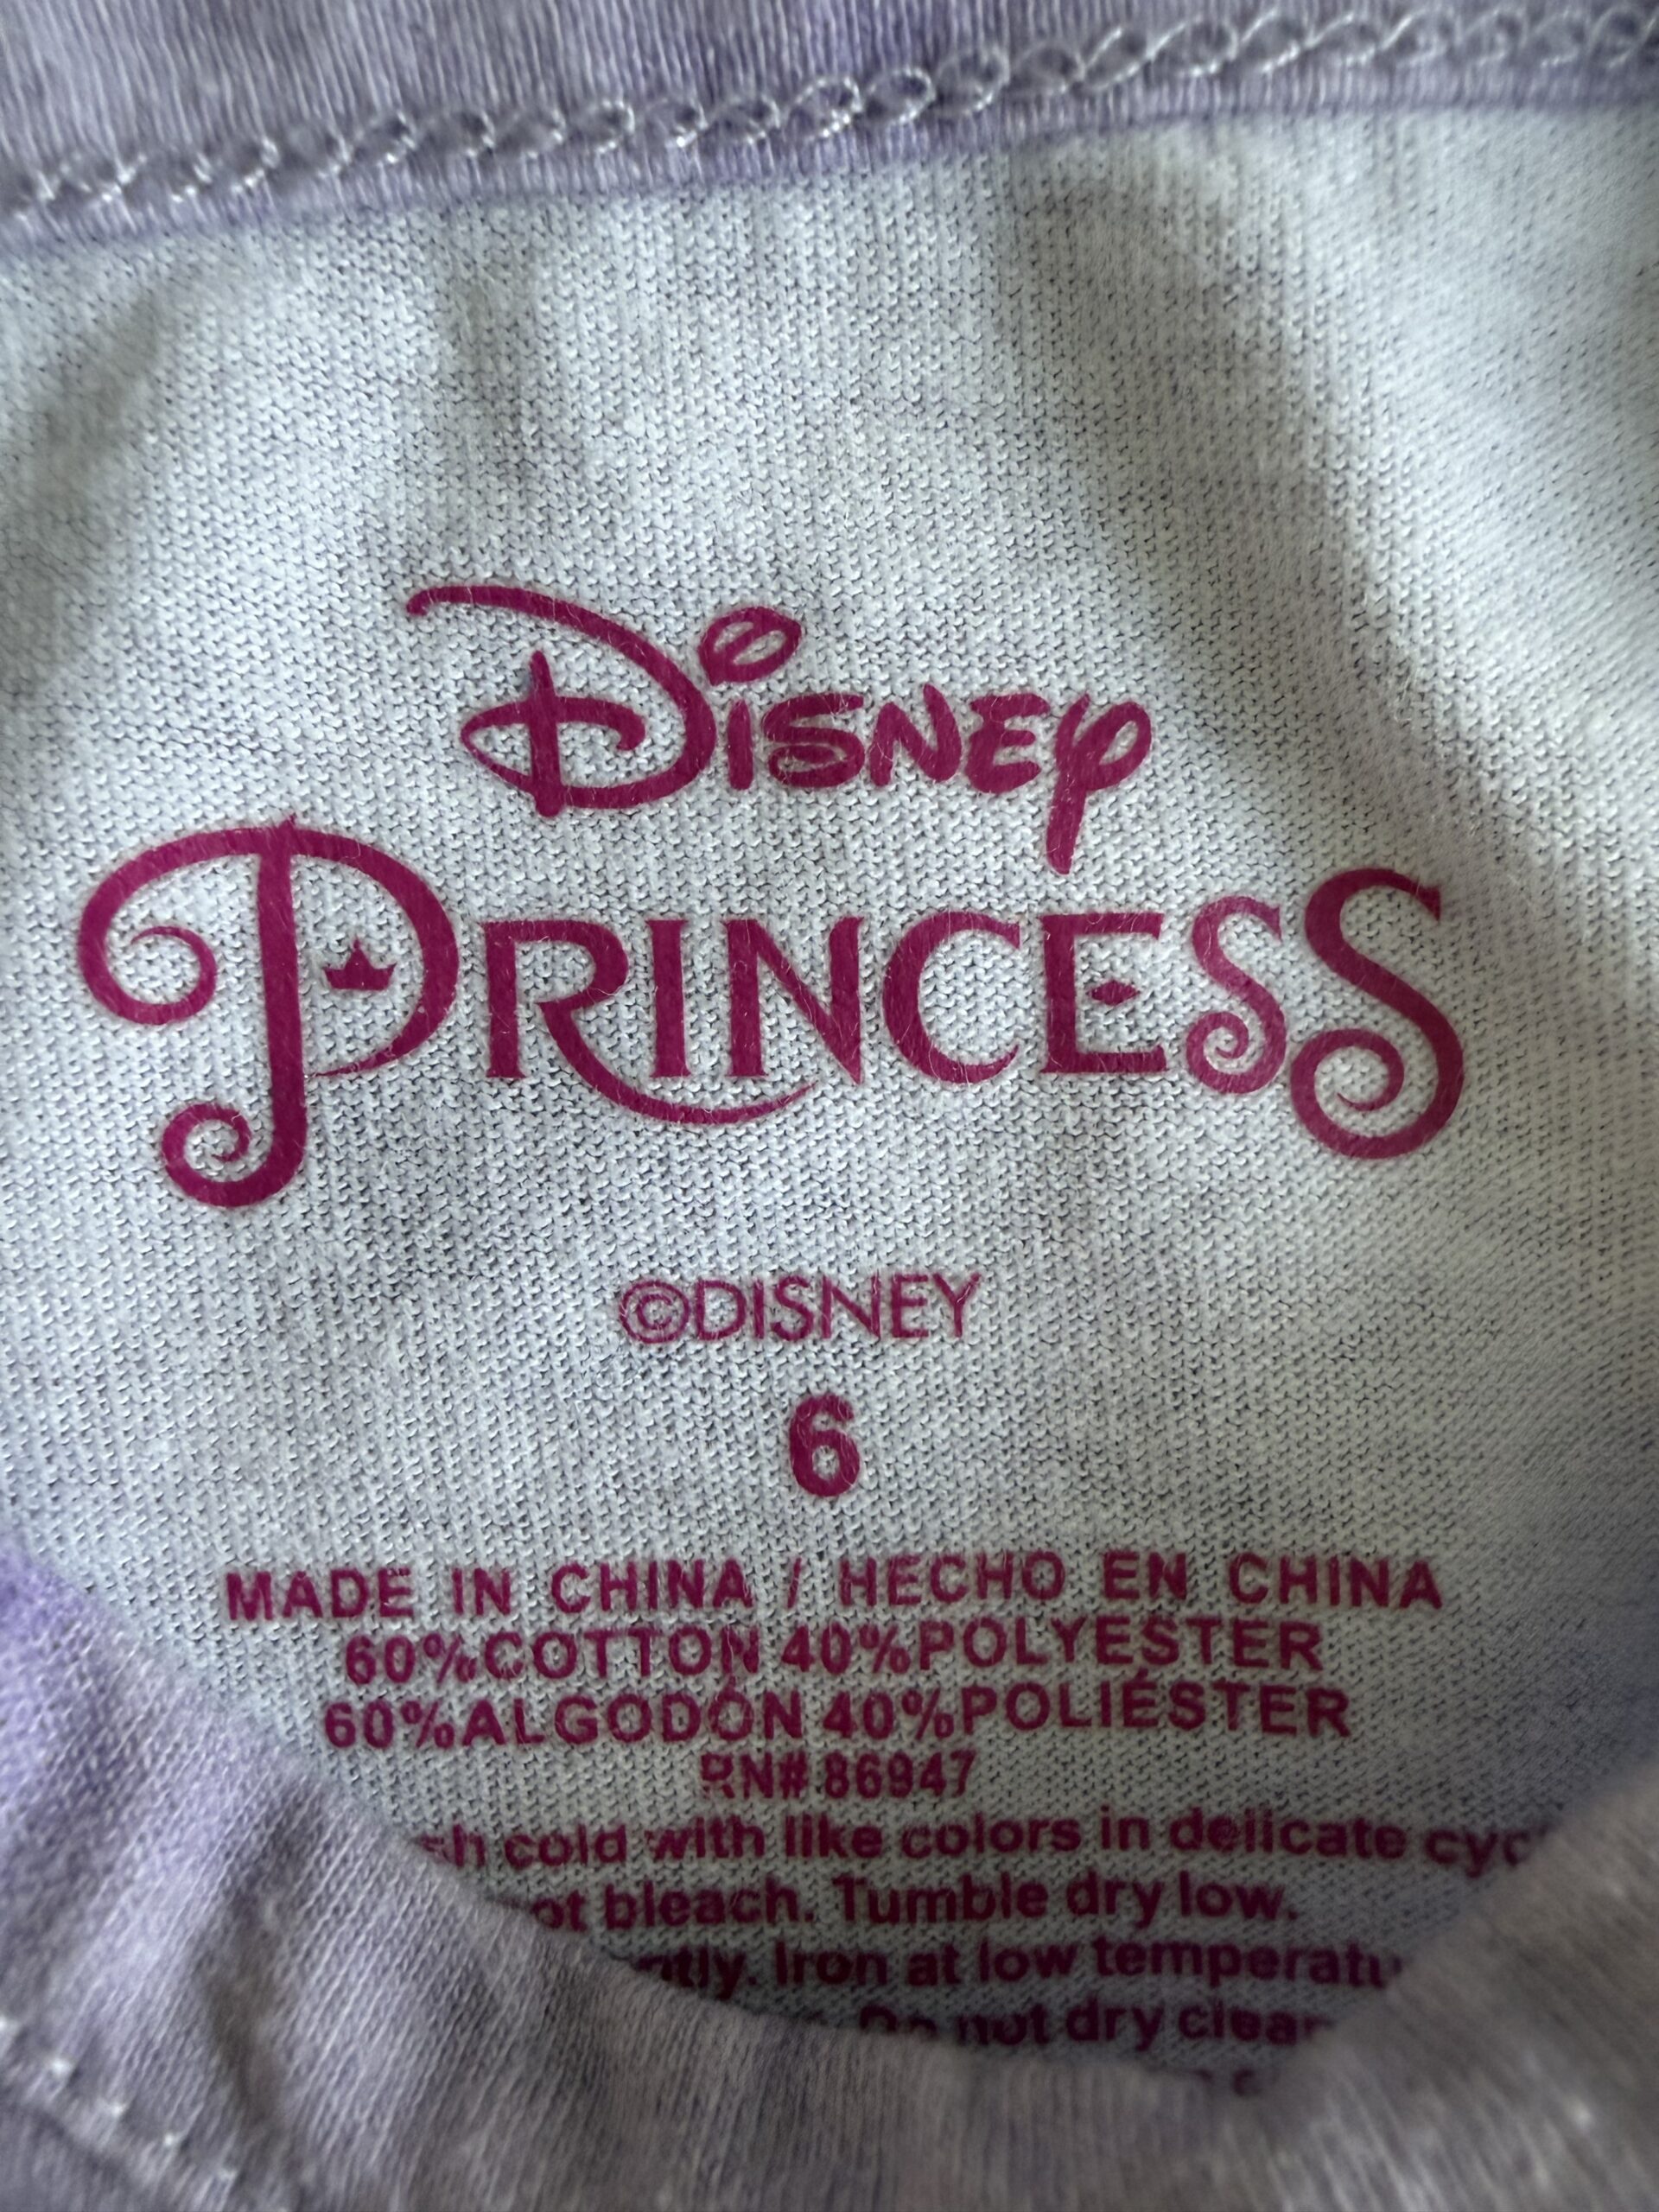 Disney
PRINCESS
©DISNEY
6
MADE IN CHINA / HECHO EN CHINA
60%COTTON 40%POLYESTER
60%ALGODÓN 40%POLIÉSTER
RN# 86947
cold with like colors in delicate
bleach. Tumble dry low.
Iron at low
Do not dry clean